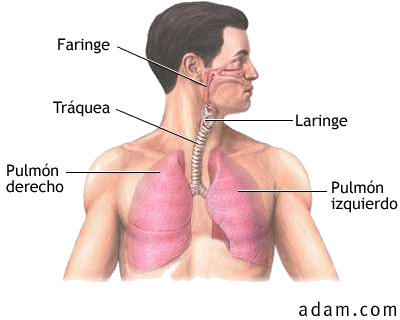 Faringe
Tráquea
Laringe
Pulmón
derecho
Pulmón
izquierdo
adam.com